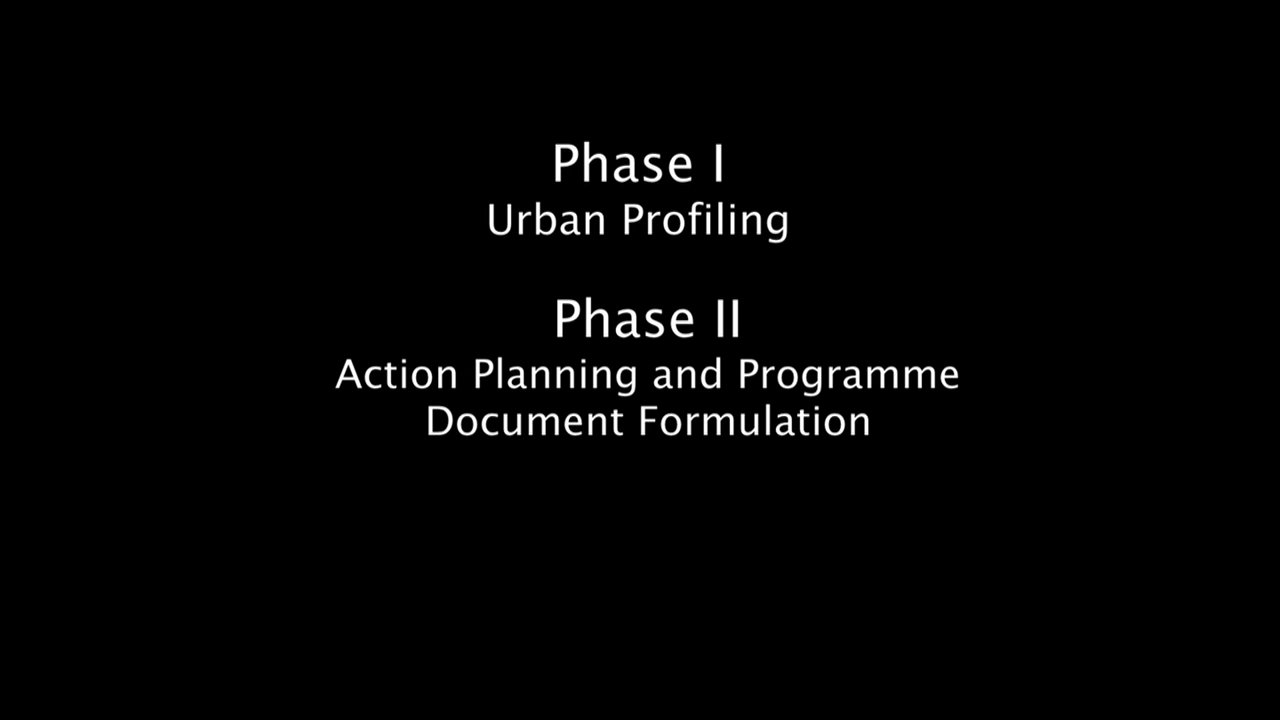 Phase I
Urban Profiling
Phase II
Action Planning and Programme
Document Formulation